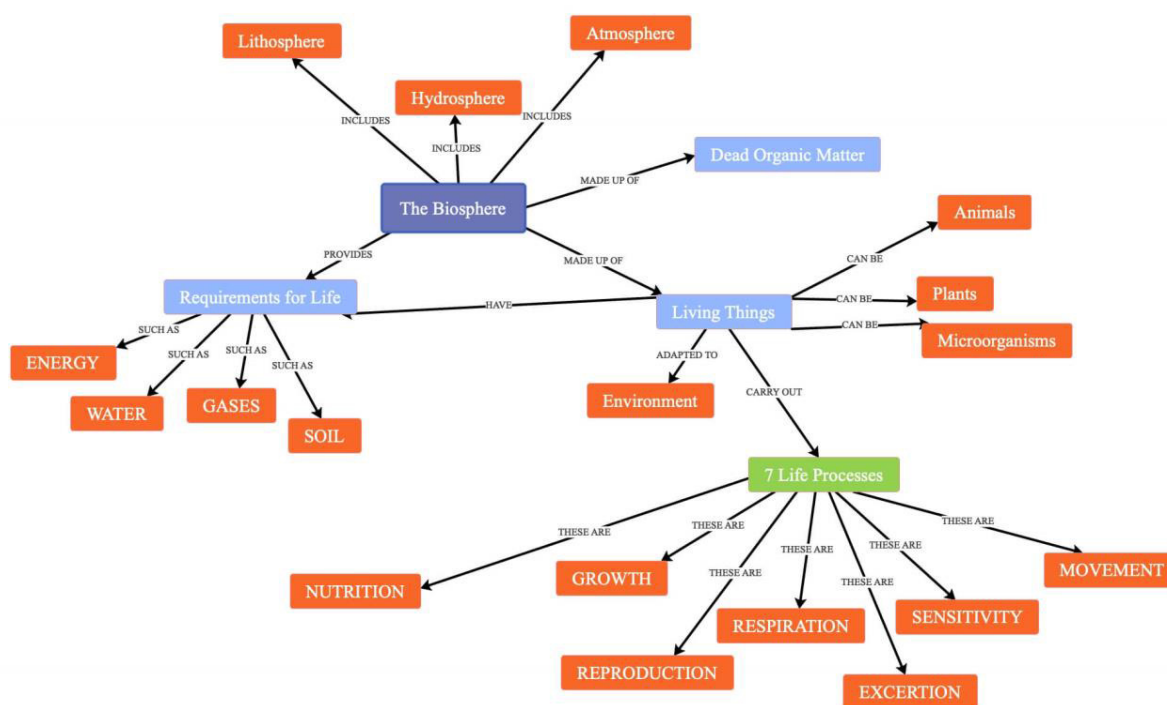 Lithosphere
Atmosphere
Hydrosphere
INCLUDES
INCLUDES
INCLUDES
Dead Organic Matter
MADE UP OF
The Biosphere
Animals
PROVIDES
MADE UP OF
CAN BE
Requirements for Life
HAVE
Living Things
CAN BE
Plants
CAN BE
Microorganisms
SUCH AS
SUCH AS
SUCH AS
SUCH AS
ENERGY
WATER
GASES
SOIL
ADAPTED TO
Environment
CARRY OUT
7 Life Processes
THESE ARE
THESE ARE
THESE ARE
THESE ARE
THESE ARE
THESE ARE
THESE ARE
NUTRITION
GROWTH
REPRODUCTION
RESPIRATION
EXCERTION
SENSITIVITY
MOVEMENT